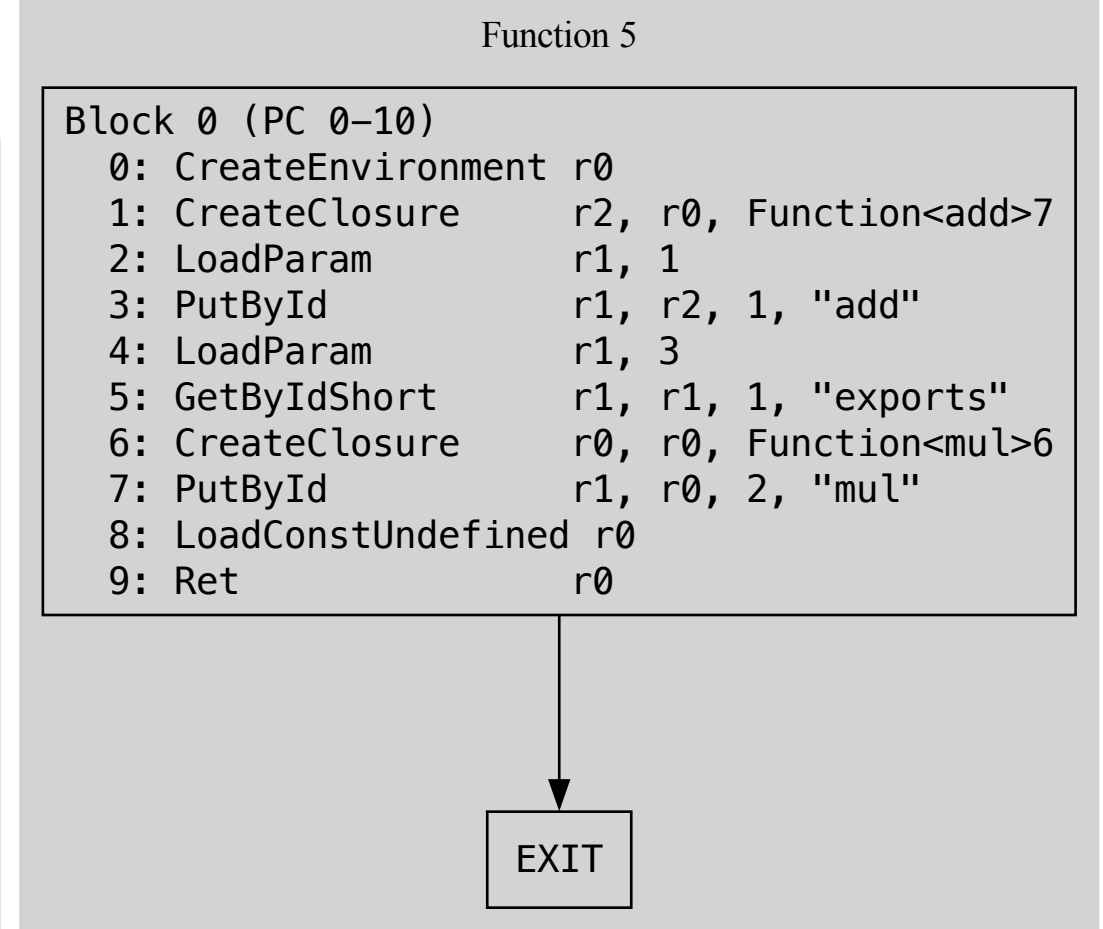 Function 5
Block 0 (PC 0–10)
0: CreateEnvironment r0
1: CreateClosure r2, r0, Function<add>7
2: LoadParam r1, 1
3: PutById r1, r2, 1, "add"
4: LoadParam r1, 3
5: GetByIdShort r1, r1, 1, "exports"
6: CreateClosure r0, r0, Function<mul>6
7: PutById r1, r0, 2, "mul"
8: LoadConstUndefined r0
9: Ret r0
EXIT